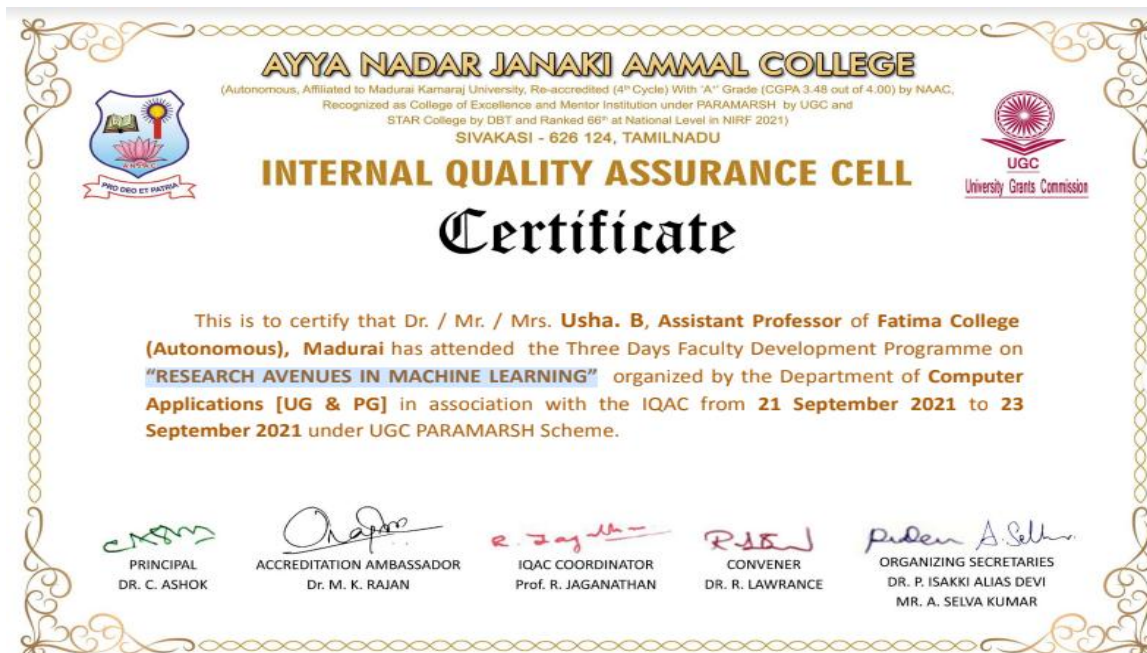 AYYA NADAR JANAKI AMMAL COLLEGE
(Autonomous, Affiliated to Madurai Kamaraj University, Re-accredited (4th Cycle) With 'A+' Grade (CGPA 3.48 out of 4.00) by NAAC,
Recognized as College of Excellence and Mentor Institution under PARAMARSH by UGC and
STAR College by DBT and Ranked 66th at National Level in NIRF 2021)
SIVAKASI - 626 124, TAMILNADU
PRO DEO ET PATRIA
UGC
University Grants Commission
INTERNAL QUALITY ASSURANCE CELL
Certificate
This is to certify that Dr. / Mr. / Mrs. Usha. B, Assistant Professor of Fatima College
(Autonomous), Madurai has attended the Three Days Faculty Development Programme on
“RESEARCH AVENUES IN MACHINE LEARNING” organized by the Department of Computer
Applications [UG & PG] in association with the IQAC from 21 September 2021 to 23
September 2021 under UGC PARAMARSH Scheme.
PRINCIPAL
DR. C. ASHOK
ACCREDITATION AMBASSADOR
Dr. M. K. RAJAN
IQAC COORDINATOR
Prof. R. JAGANATHAN
CONVENER
DR. R. LAWRANCE
ORGANIZING SECRETARIES
DR. P. ISAKKI ALIAS DEVI
MR. A. SELVA KUMAR